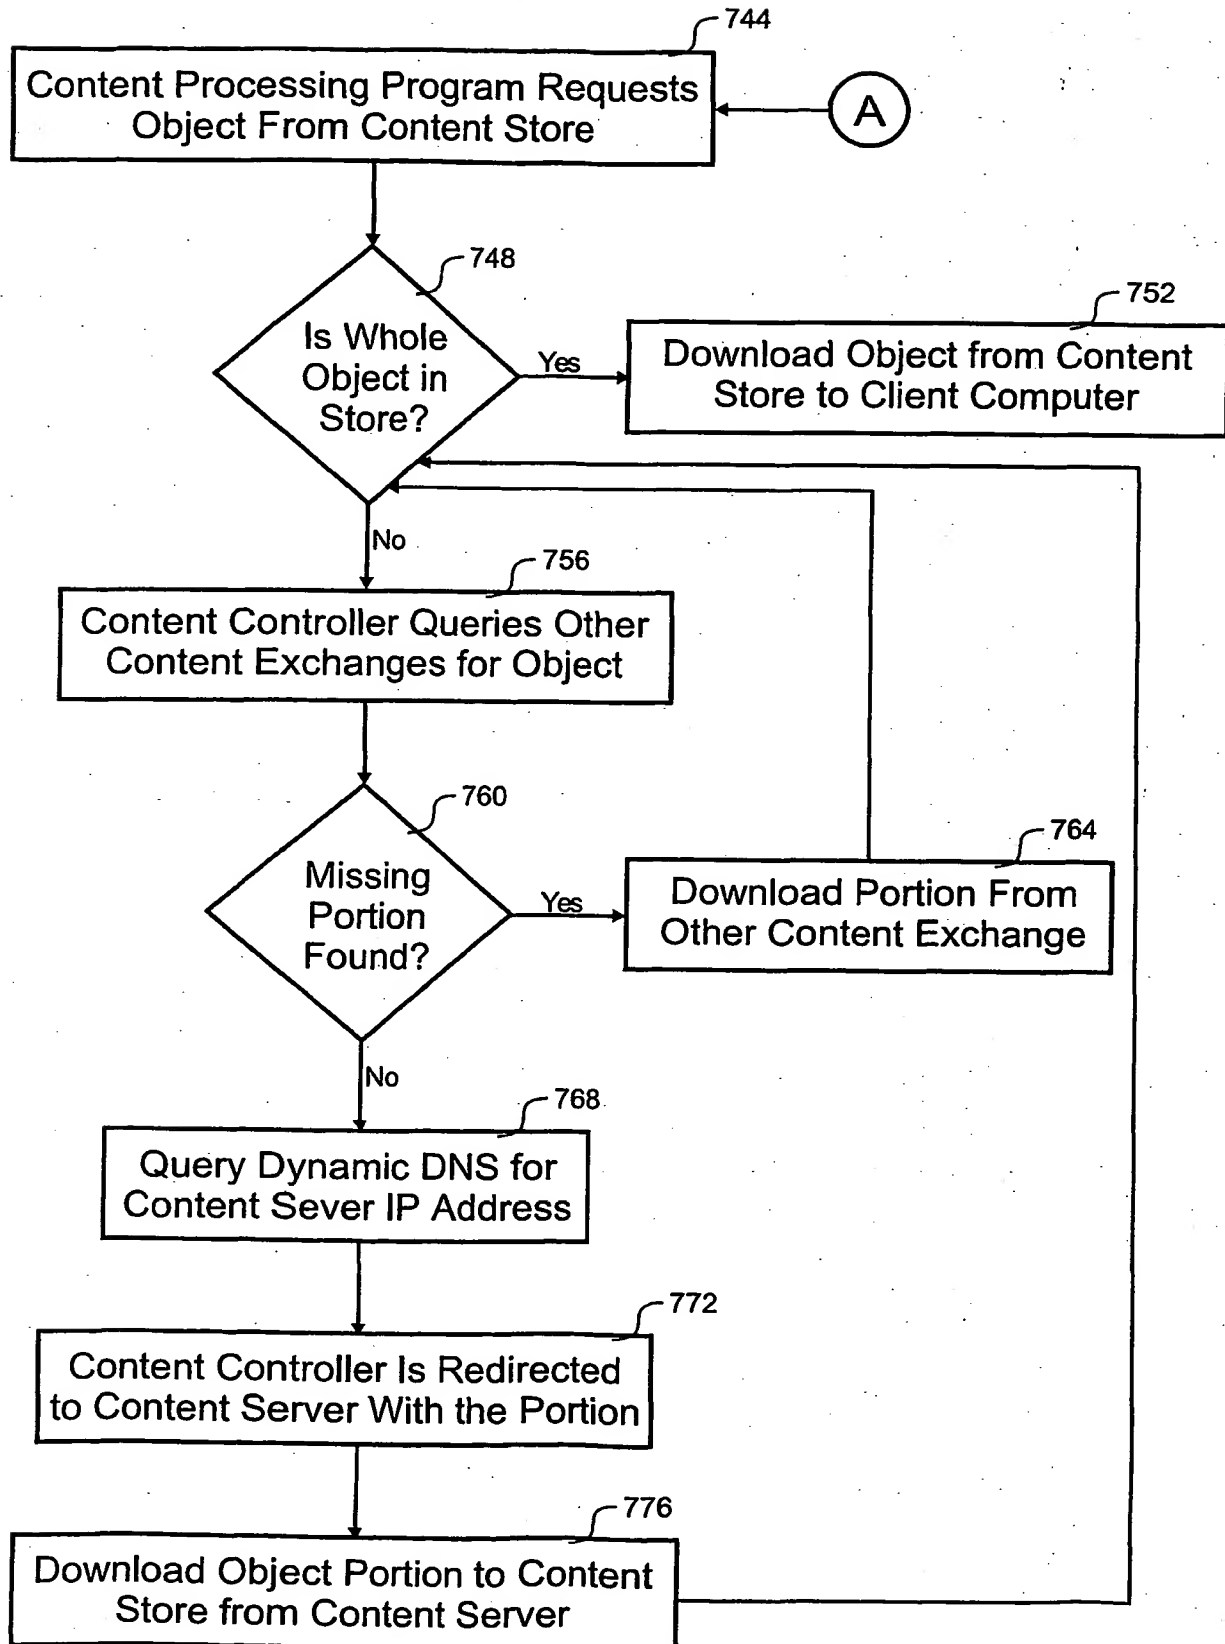 744
Content Processing Program Requests
Object From Content Store
A
748
Is Whole
Object in
Store?
Yes
752
Download Object from Content
Store to Client Computer
No
756
Content Controller Queries Other
Content Exchanges for Object
760
Missing
Portion
Found?
Yes
764
Download Portion From
Other Content Exchange
No
768
Query Dynamic DNS for
Content Sever IP Address
772
Content Controller Is Redirected
to Content Server With the Portion
776
Download Object Portion to Content
Store from Content Server